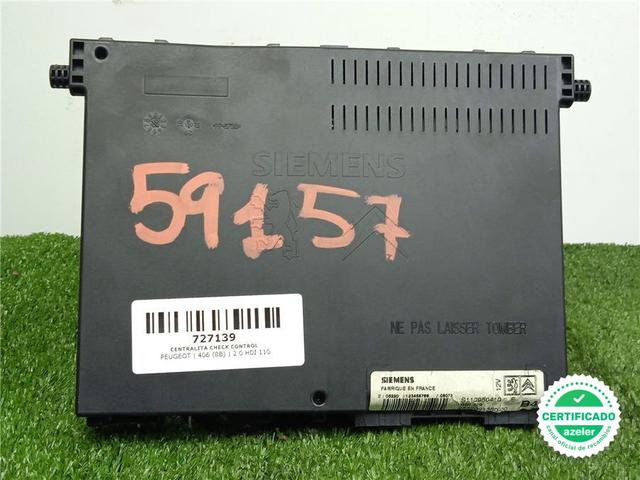 SIEMENS
59157
NE PAS LAISSER TOMBER
727139
CENTRALITA CHECK CONTROL
PEUGEOT | 406 (8B) | 2.0 HDI 110
SIEMENS
FABRIQUE EN FRANCE
12V
CERTIFICADO
azeler